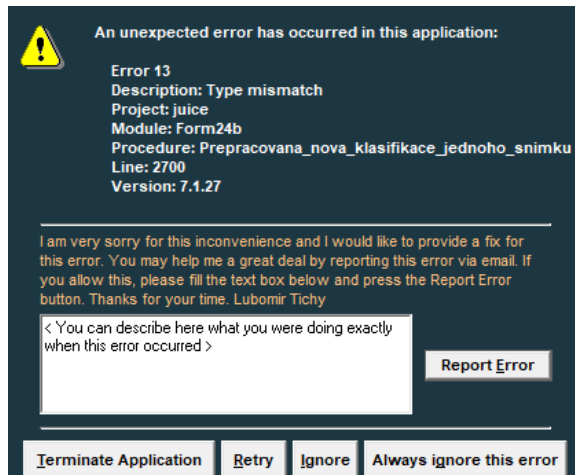 An unexpected error has occurred in this application:
Error 13
Description: Type mismatch
Project: juice
Module: Form24b
Procedure: Prepracovana_nova_klasifikace_jednoho_snimku
Line: 2700
Version: 7.1.27
I am very sorry for this inconvenience and I would like to provide a fix for
this error. You may help me a great deal by reporting this error via email. If
you allow this, please fill the text box below and press the Report Error
button. Thanks for your time. Lubomir Tichy
< You can describe here what you were doing exactly
when this error occurred >
Report Error
Terminate Application Retry Ignore Always ignore this error